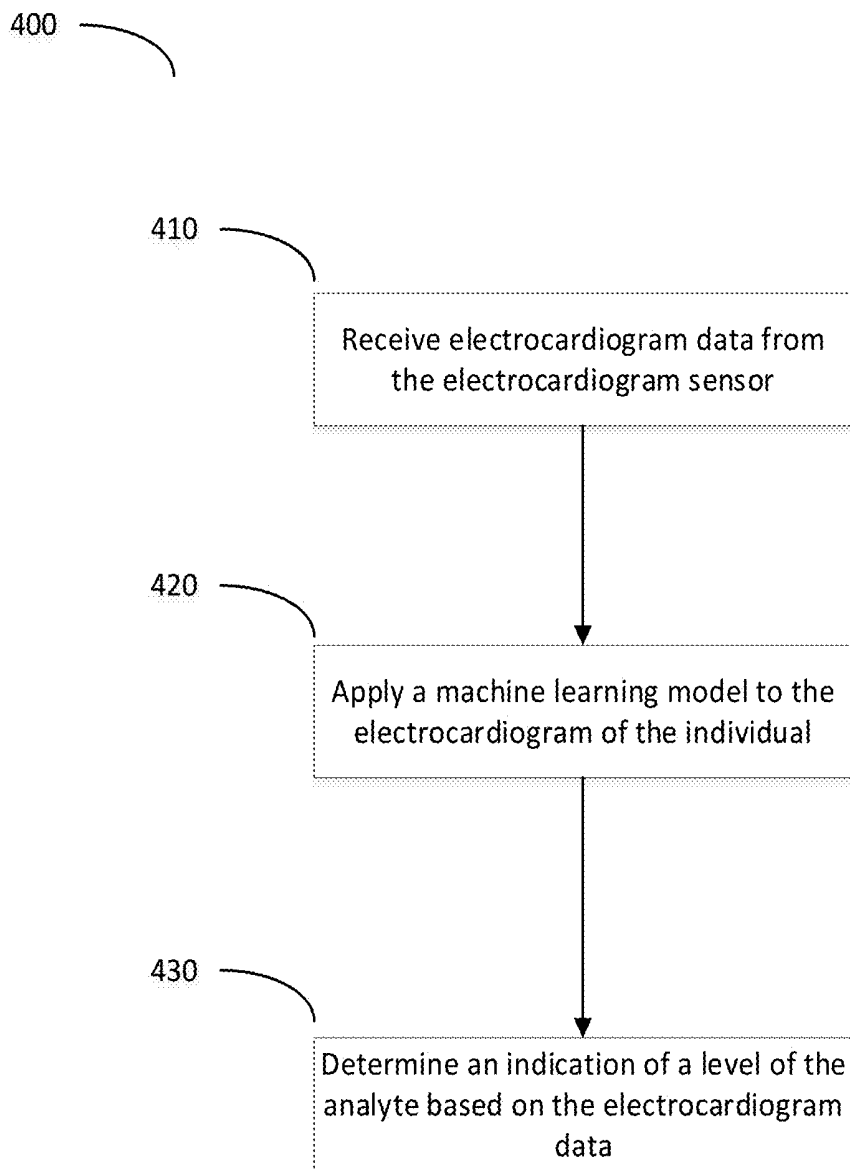 400
410
Receive electrocardiogram data from
the electrocardiogram sensor
420
Apply a machine learning model to the
electrocardiogram of the individual
430
Determine an indication of a level of the
analyte based on the electrocardiogram
data